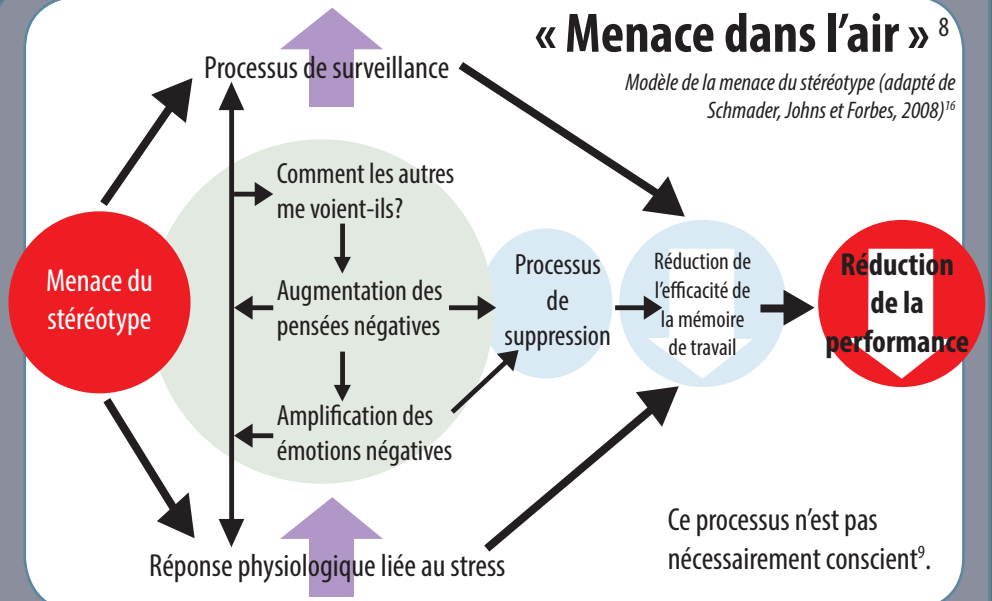 « Menace dans l'air » 8
Modèle de la menace du stéréotype (adapté de
Schmader, Johns et Forbes, 2008)16
Processus de surveillance
Menace du
stéréotype
Comment les autres
me voient-ils?
Augmentation des
pensées négatives
Amplification des
émotions négatives
Processus
de
suppression
Réduction de
l'efficacité de
la mémoire
de travail
Réduction
de la
performance
Réponse physiologique liée au stress
Ce processus n'est pas
nécessairement conscient9.